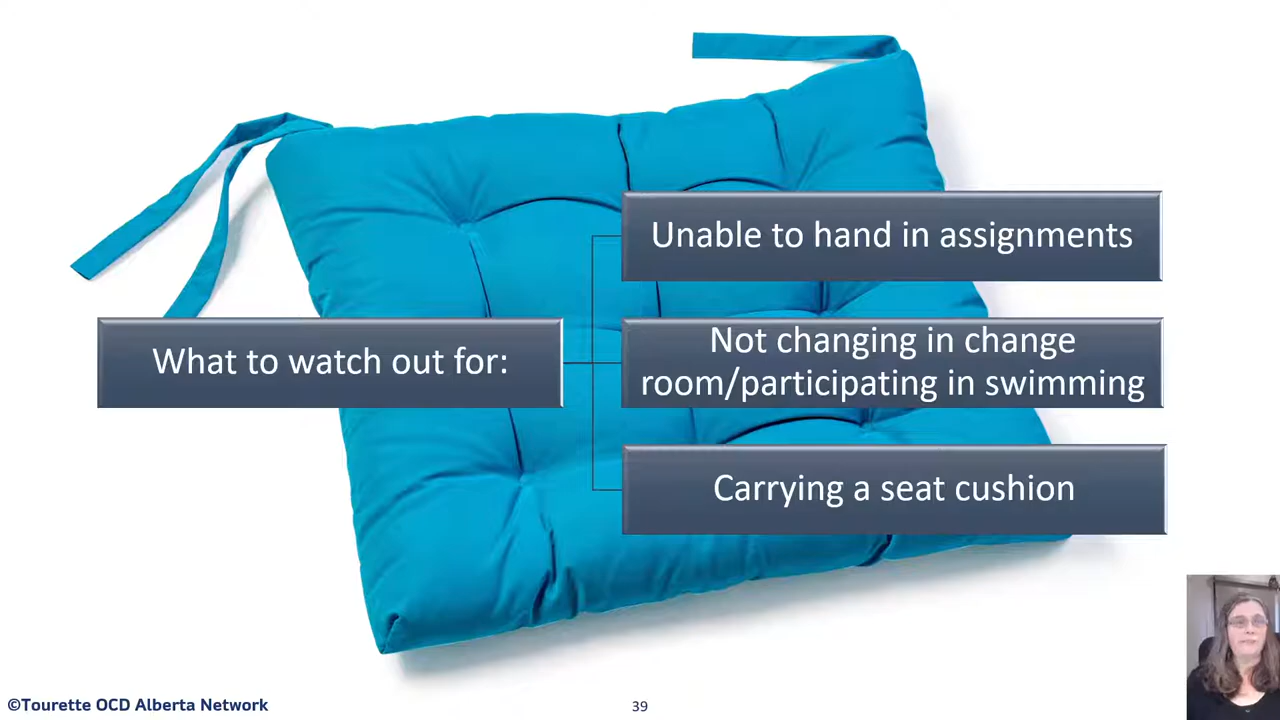 What to watch out for:
Unable to hand in assignments
Not changing in change
room/participating in swimming
Carrying a seat cushion
©Tourette OCD Alberta Network
39